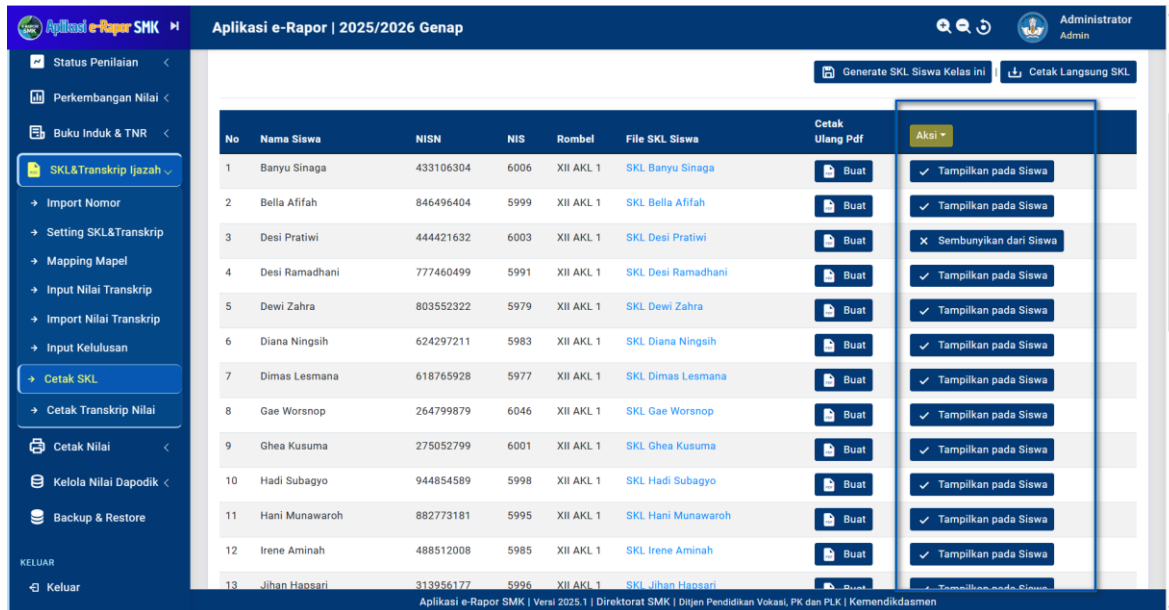 Aplikasi e-Rapor SMK
Aplikasi e-Rapor | 2025/2026 Genap
Administrator
Admin
Status Penilaian
Perkembangan Nilai
Buku Induk & TNR
SKL&Transkrip Ijazah
Import Nomor
Setting SKL&Transkrip
Mapping Mapel
Input Nilai Transkrip
Import Nilai Transkrip
Input Kelulusan
Cetak SKL
Cetak Transkrip Nilai
Cetak Nilai
Kelola Nilai Dapodik
Backup & Restore
KELUAR
Keluar
Generate SKL Siswa Kelas ini | Cetak Langsung SKL
No Nama Siswa NISN NIS Rombel File SKL Siswa Cetak Ulang Pdf Aksi
1 Banyu Sinaga 433106304 6006 XII AKL 1 SKL Banyu Sinaga Buat Tampilkan pada Siswa
2 Bella Afifah 846496404 5999 XII AKL 1 SKL Bella Afifah Buat Tampilkan pada Siswa
3 Desi Pratiwi 444421632 6003 XII AKL 1 SKL Desi Pratiwi Buat Sembunyikan dari Siswa
4 Desi Ramadhani 777460499 5991 XII AKL 1 SKL Desi Ramadhani Buat Tampilkan pada Siswa
5 Dewi Zahra 803552322 5979 XII AKL 1 SKL Dewi Zahra Buat Tampilkan pada Siswa
6 Diana Ningsih 624297211 5983 XII AKL 1 SKL Diana Ningsih Buat Tampilkan pada Siswa
7 Dimas Lesmana 618765928 5977 XII AKL 1 SKL Dimas Lesmana Buat Tampilkan pada Siswa
8 Gae Worsnop 264799879 6046 XII AKL 1 SKL Gae Worsnop Buat Tampilkan pada Siswa
9 Ghea Kusuma 275052799 6001 XII AKL 1 SKL Ghea Kusuma Buat Tampilkan pada Siswa
10 Hadi Subagyo 944854589 5998 XII AKL 1 SKL Hadi Subagyo Buat Tampilkan pada Siswa
11 Hani Munawaroh 882773181 5995 XII AKL 1 SKL Hani Munawaroh Buat Tampilkan pada Siswa
12 Irene Aminah 488512008 5985 XII AKL 1 SKL Irene Aminah Buat Tampilkan pada Siswa
13 Jihan Hapsari 313956177 5996 XII AKL 1 SKL Jihan Hapsari Buat Tampilkan pada Siswa
Aplikasi e-Rapor SMK | Versi 2025.1 | Direktorat SMK | Ditjen Pendidikan Vokasi, PK dan PLK | Kemendikdasmen